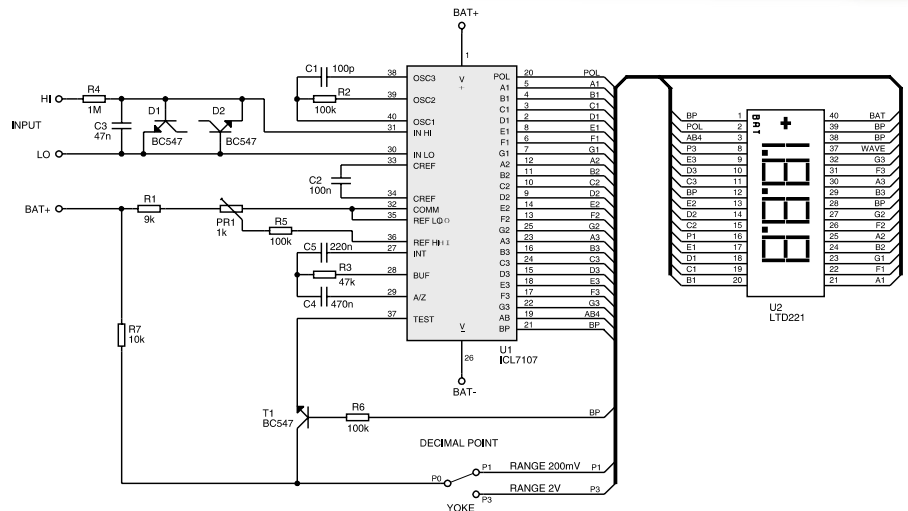 BAT+
1
C1 100p
38 OSC3
V
+
POL 20 POL
A1 5 A1
R2
100k
39 OSC2
B1 4 B1
C1 3 C1
40 OSC1
D1 2 D1
HI
R4
1M
31 IN HI
E1 8 E1
F1 6 F1
INPUT
C3
47n
D1
BC547
D2
BC547
LO
30 IN LO
G1 7 G1
33 CREF
A2 12 A2
B2 11 B2
C2
100n
C2 10 C2
34 CREF
D2 9 D2
E2 14 E2
BAT+
R1
9k
PR1
1k
32 COMM
F2 13 F2
35 REF LO
G2 25 G2
R5
100k
36 REF HI
A3 23 A3
C5 220n
27 INT
B3 16 B3
C3 24 C3
R3
47k
28 BUF
D3 15 D3
E3 18 E3
C4 470n
29 A/Z
F3 17 F3
G3 22 G3
37 TEST
AB 19 AB4
BP 21 BP
V
−
26
U1
ICL7107
BAT-
R7
10k
T1
BC547
R6
100k
BP
DECIMAL POINT
P0
P1 RANGE 200mV P1
P3 RANGE 2V P3
YOKE
BAT
+
BP 1 40 BAT
POL 2 39 BP
AB4 3 38 BP
P3 8 37 WAVE
E3 9 32 G3
D3 10 31 F3
C3 11 30 A3
BP 12 29 B3
E2 13 28 BP
D2 14 27 G2
C2 15 26 F2
P1 16 25 A2
E1 17 24 B2
D1 18 23 G1
C1 19 22 F1
B1 20 21 A1
U2
LTD221